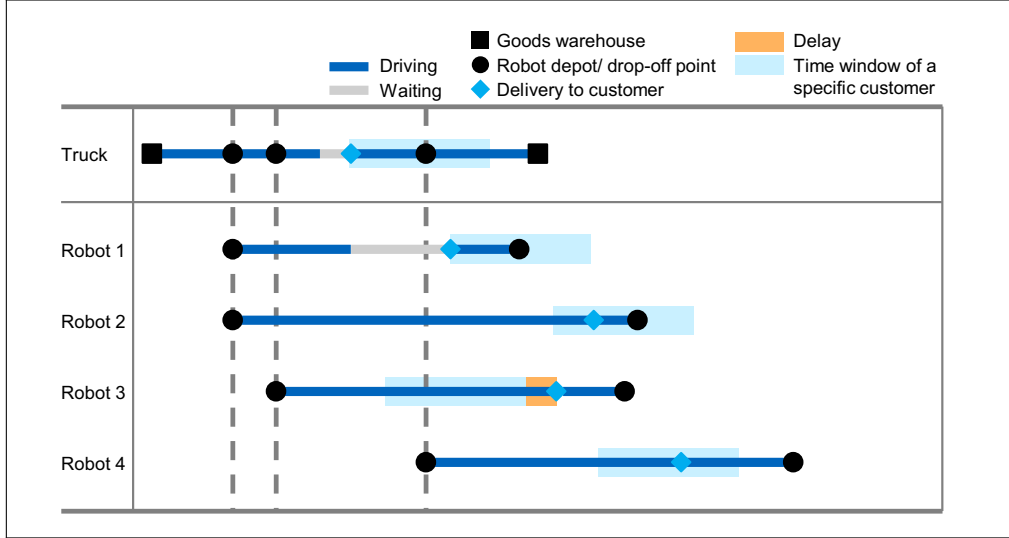 Driving
Waiting
Goods warehouse
Robot depot/ drop-off point
Delivery to customer
Delay
Time window of a
specific customer
Truck
Robot 1
Robot 2
Robot 3
Robot 4